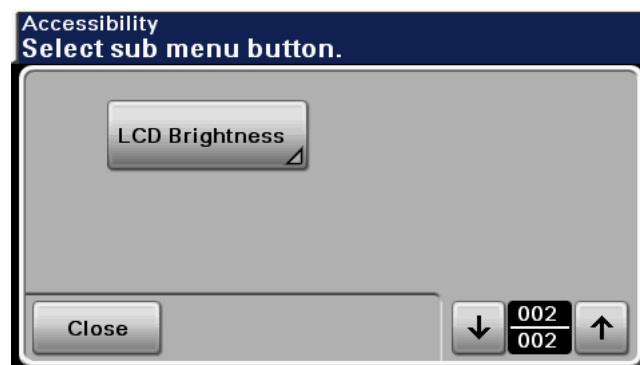 Accessibility
Select sub menu button.
LCD Brightness
Close
002
002